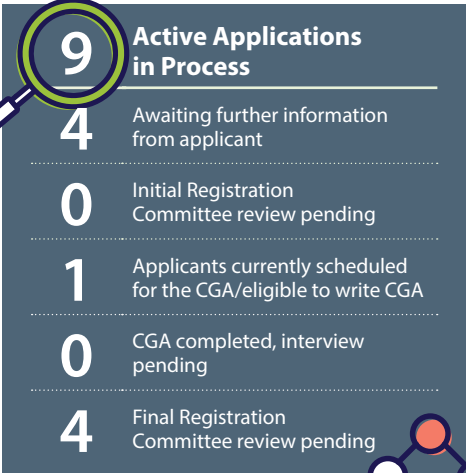 9
Active Applications
in Process
4
Awaiting further information
from applicant
0
Initial Registration
Committee review pending
1
Applicants currently scheduled
for the CGA/eligible to write CGA
0
CGA completed, interview
pending
4
Final Registration
Committee review pending